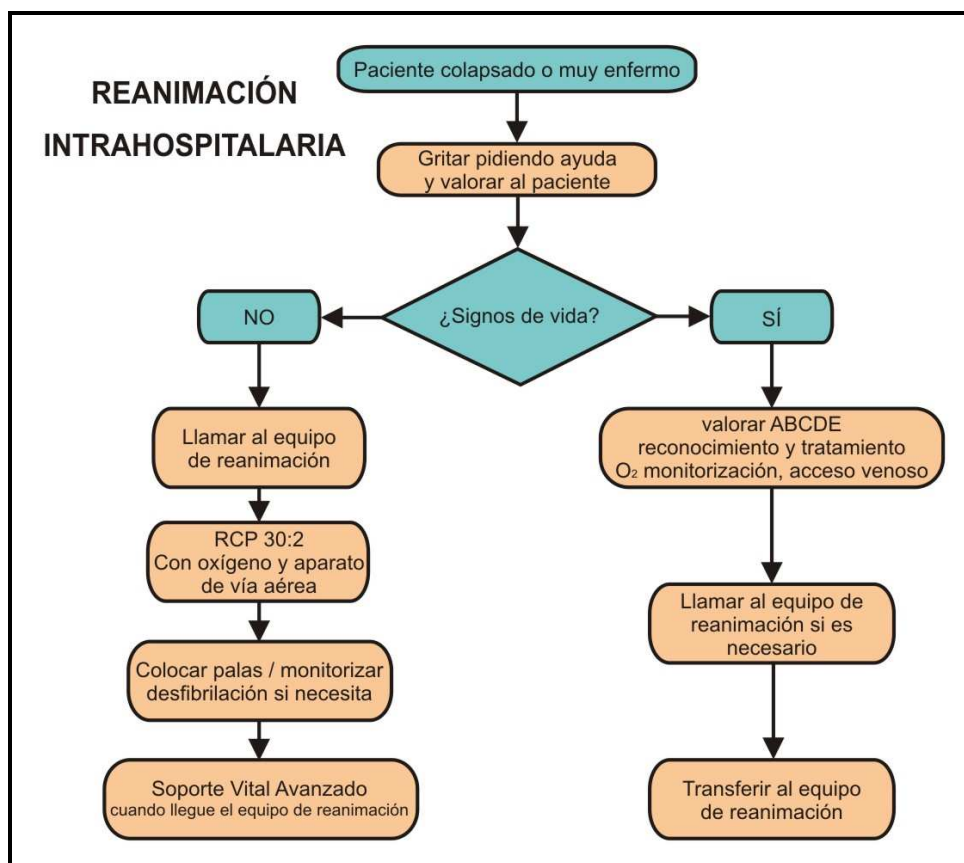 REANIMACIÓN
INTRAHOSPITALARIA
Paciente colapsado o muy enfermo
Gritar pidiendo ayuda
y valorar al paciente
¿Signos de vida?
NO
SÍ
Llamar al equipo
de reanimación
RCP 30:2
Con oxígeno y aparato
de vía aérea
Colocar palas / monitorizar
desfibrilación si necesita
Soporte Vital Avanzado
cuando llegue el equipo de reanimación
valorar ABCDE
reconocimiento y tratamiento
O₂ monitorización, acceso venoso
Llamar al equipo de
reanimación si es
necesario
Transferir al equipo
de reanimación